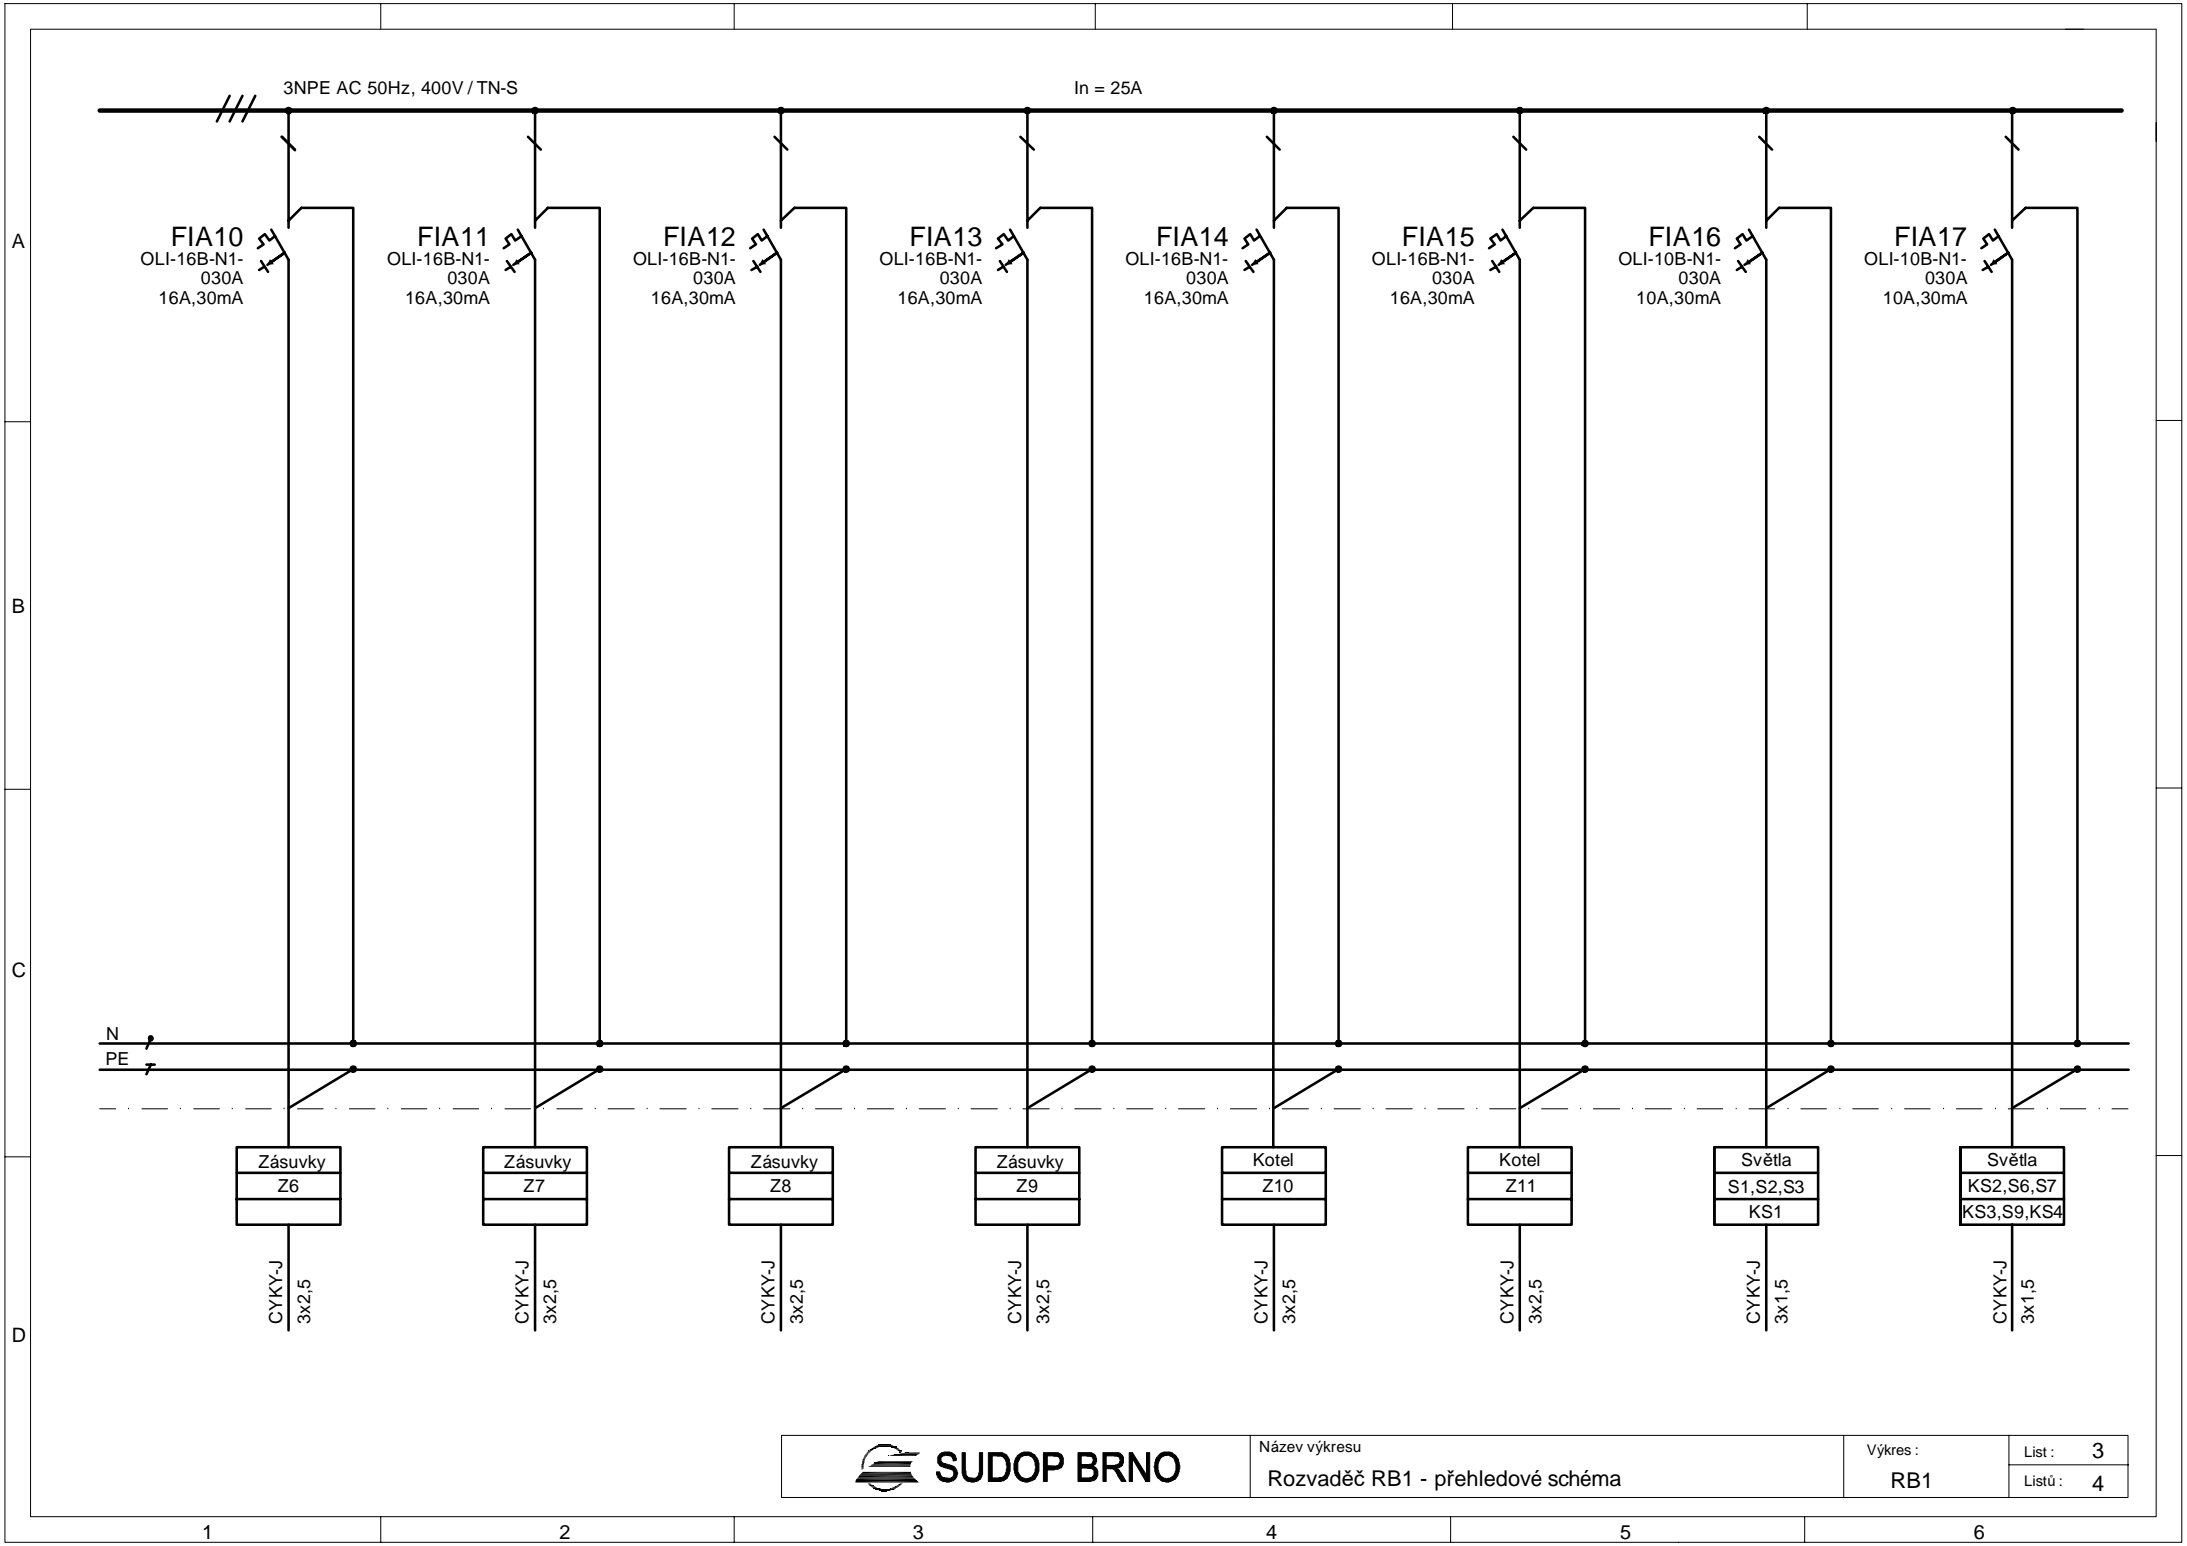 3NPE AC 50Hz, 400V / TN-S
In = 25A
A
FIA10
OLI-16B-N1-
030A
16A,30mA
FIA11
OLI-16B-N1-
030A
16A,30mA
FIA12
OLI-16B-N1-
030A
16A,30mA
FIA13
OLI-16B-N1-
030A
16A,30mA
FIA14
OLI-16B-N1-
030A
16A,30mA
FIA15
OLI-16B-N1-
030A
16A,30mA
FIA16
OLI-10B-N1-
030A
10A,30mA
FIA17
OLI-10B-N1-
030A
10A,30mA
B
C
N
PE
Zásuvky
Z6
Zásuvky
Z7
Zásuvky
Z8
Zásuvky
Z9
Kotel
Z10
Kotel
Z11
Světla
S1,S2,S3
KS1
Světla
KS2,S6,S7
KS3,S9,KS4
CYKY-J
3x2,5
CYKY-J
3x2,5
CYKY-J
3x2,5
CYKY-J
3x2,5
CYKY-J
3x2,5
CYKY-J
3x2,5
CYKY-J
3x1,5
CYKY-J
3x1,5
D
SUDOP BRNO
Název výkresu
Rozvaděč RB1 - přehledové schéma
Výkres :
RB1
List : 3
Listů : 4
1 2 3 4 5 6